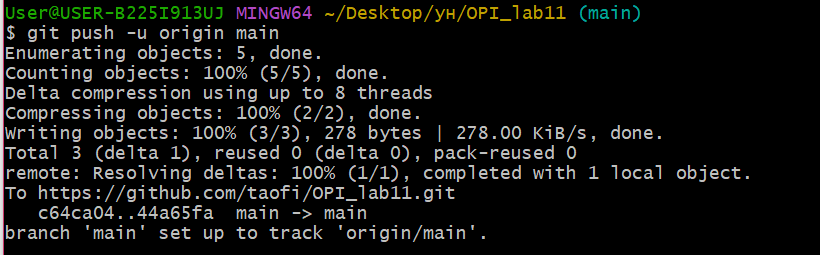 User@USER-B225I913UJ MINGW64 ~/Desktop/ун/OPI_lab11 (main)
$ git push -u origin main
Enumerating objects: 5, done.
Counting objects: 100% (5/5), done.
Delta compression using up to 8 threads
Compressing objects: 100% (2/2), done.
Writing objects: 100% (3/3), 278 bytes | 278.00 KiB/s, done.
Total 3 (delta 1), reused 0 (delta 0), pack-reused 0
remote: Resolving deltas: 100% (1/1), completed with 1 local object.
To https://github.com/taofi/OPI_lab11.git
   c64ca04..44a65fa  main -> main
branch 'main' set up to track 'origin/main'.